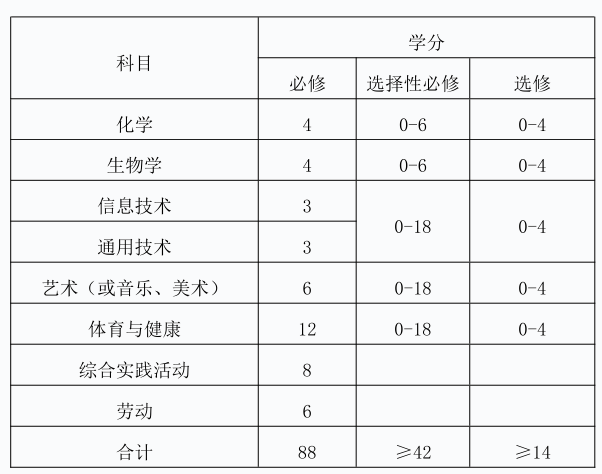 科目 学分
必修 选择性必修 选修
化学 4 0-6 0-4
生物学 4 0-6 0-4
信息技术 3 0-18 0-4
通用技术 3
艺术（或音乐、美术） 6 0-18 0-4
体育与健康 12 0-18 0-4
综合实践活动 8
劳动 6
合计 88 ≥42 ≥14